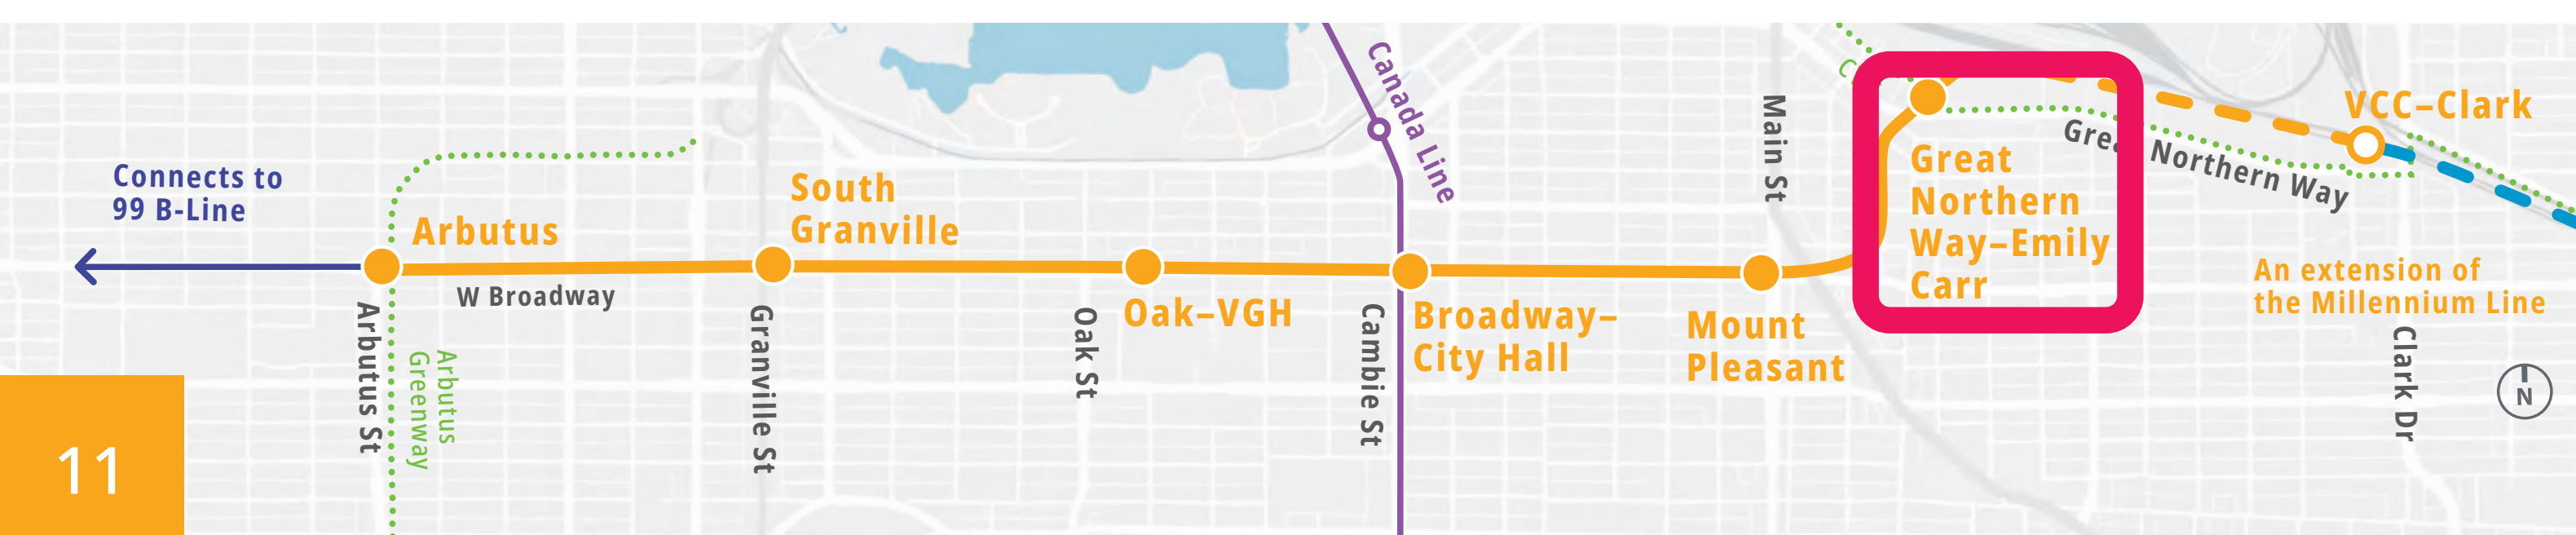 Connects to
99 B-Line
Arbutus
W Broadway
Arbutus St
Arbutus
Greenway
South
Granville
Granville St
Oak St
Oak–VGH
Canada Line
Cambie St
Broadway–
City Hall
Main St
Mount
Pleasant
Great
Northern
Way–Emily
Carr
Northern Way
VCC–Clark
An extension of
the Millennium Line
Clark Dr
N
11